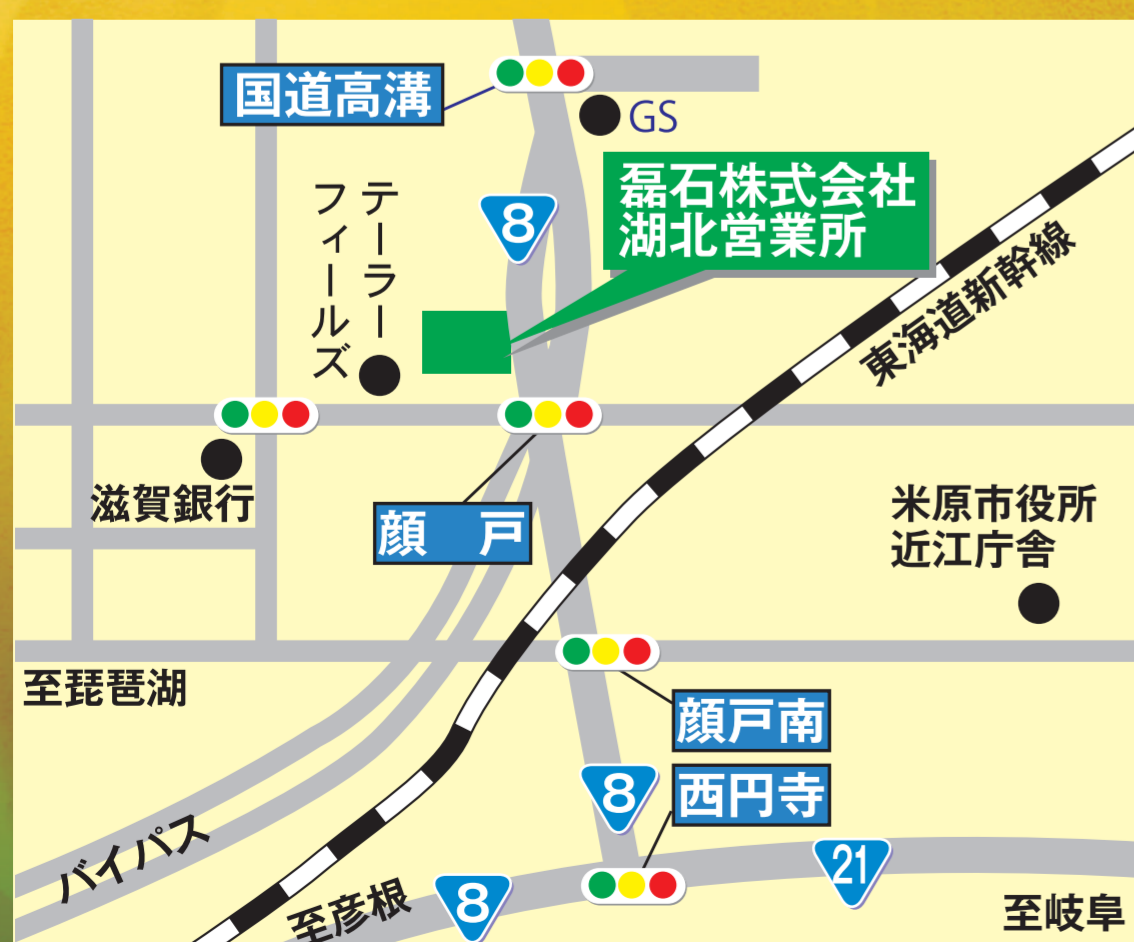 国道高溝
GS
磊石株式会社
湖北営業所
8
テーラー
フィールズ
東海道新幹線
滋賀銀行
顔　戸
米原市役所
近江庁舎
至琵琶湖
顔戸南
8
西円寺
バイパス
21
至彦根
8
至岐阜